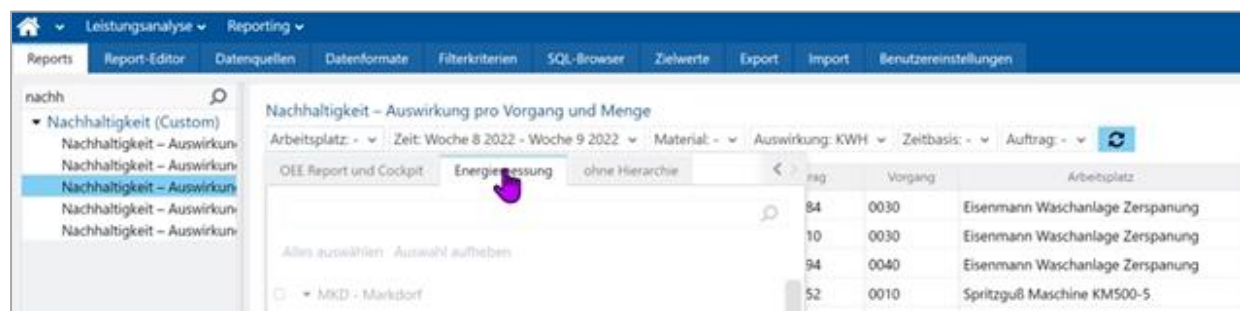 Leistungsanalyse Reporting
Reports Report-Editor Datenquellen Datenformate Filterkriterien SQL-Browser Zielwerte Export Import Benutzereinstellungen
nachh
Nachhaltigkeit (Custom)
Nachhaltigkeit – Auswirkun
Nachhaltigkeit – Auswirkun
Nachhaltigkeit – Auswirkun
Nachhaltigkeit – Auswirkun
Nachhaltigkeit – Auswirkun
Nachhaltigkeit – Auswirkung pro Vorgang und Menge
Arbeitsplatz: - Zeit: Woche 8 2022 - Woche 9 2022 Material: - Auswirkung: KWH Zeitbasis: - Auftrag: -
OEE Report und Cockpit Energiemessung ohne Hierarchie
Alles auswählen Auswahl aufheben
MKD - Markdorf
rag Vorgang Arbeitsplatz
84 0030 Eisenmann Waschanlage Zerspanung
10 0030 Eisenmann Waschanlage Zerspanung
94 0040 Eisenmann Waschanlage Zerspanung
52 0010 Spritzguß Maschine KM500-5